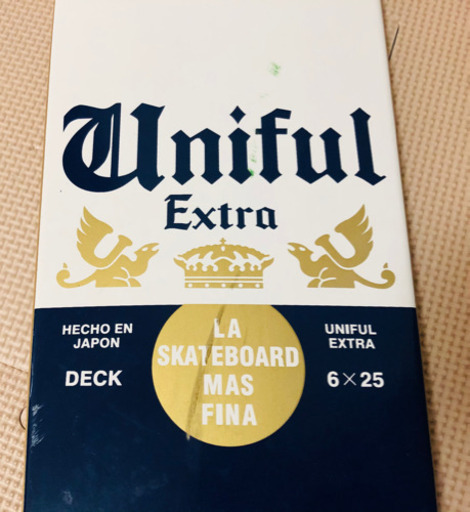 Uniful
Extra
HECHO EN
JAPON
DECK
LA
SKATEBOARD
MAS
FINA
UNIFUL
EXTRA
6×25